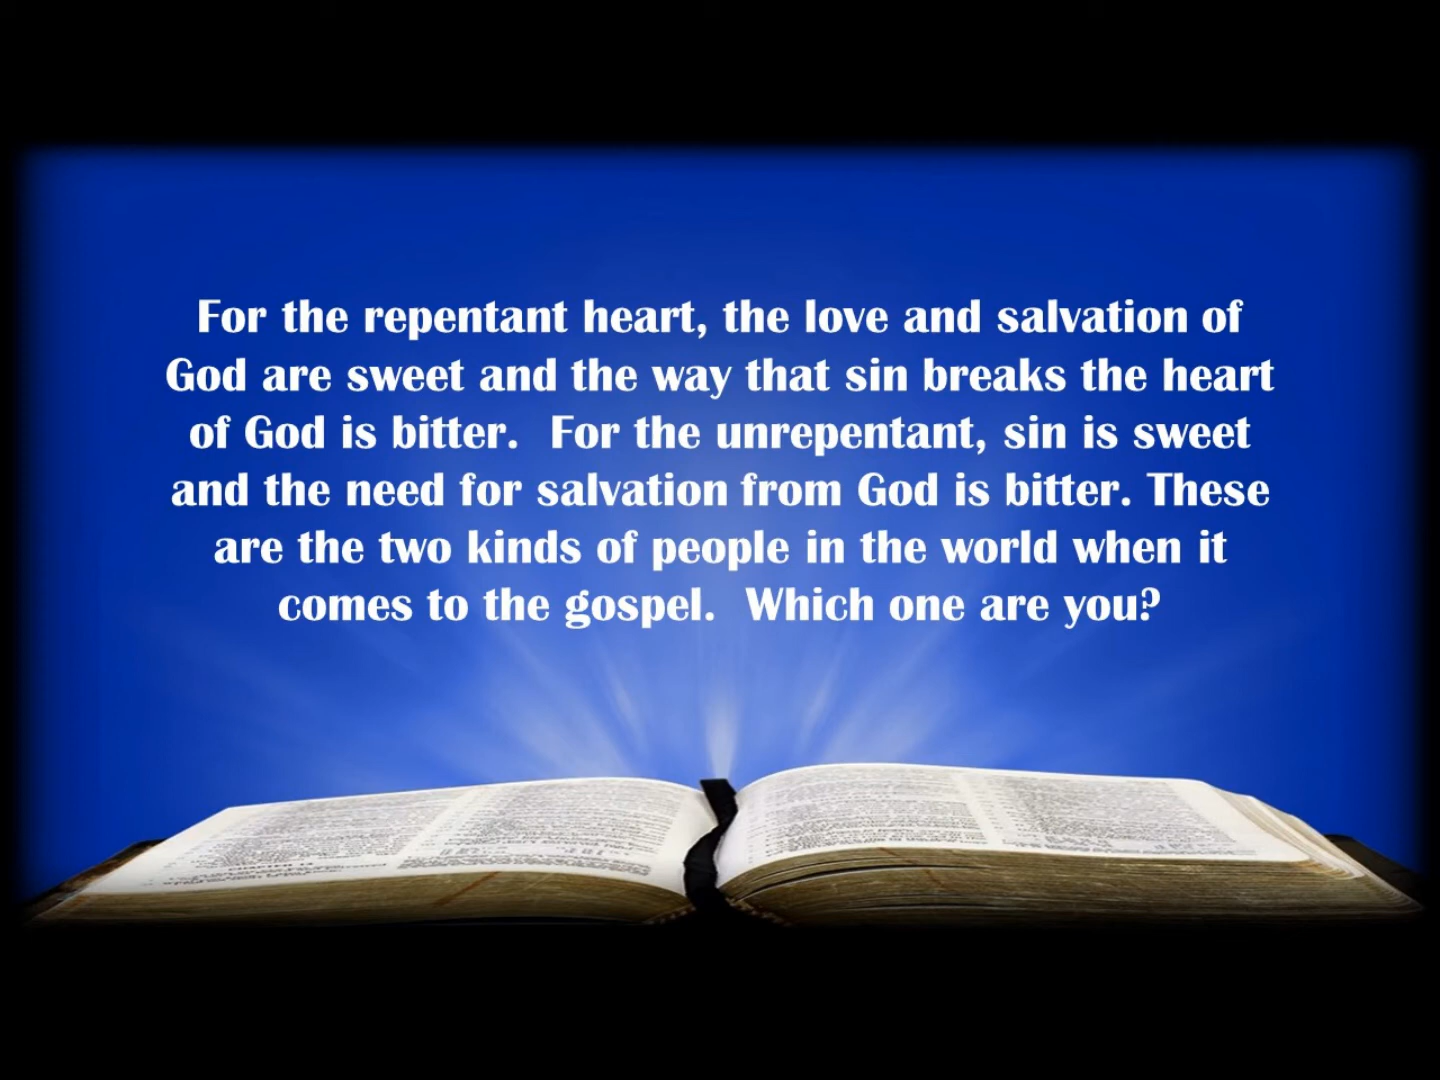 For the repentant heart, the love and salvation of
God are sweet and the way that sin breaks the heart
of God is bitter.  For the unrepentant, sin is sweet
and the need for salvation from God is bitter. These
are the two kinds of people in the world when it
comes to the gospel.  Which one are you?